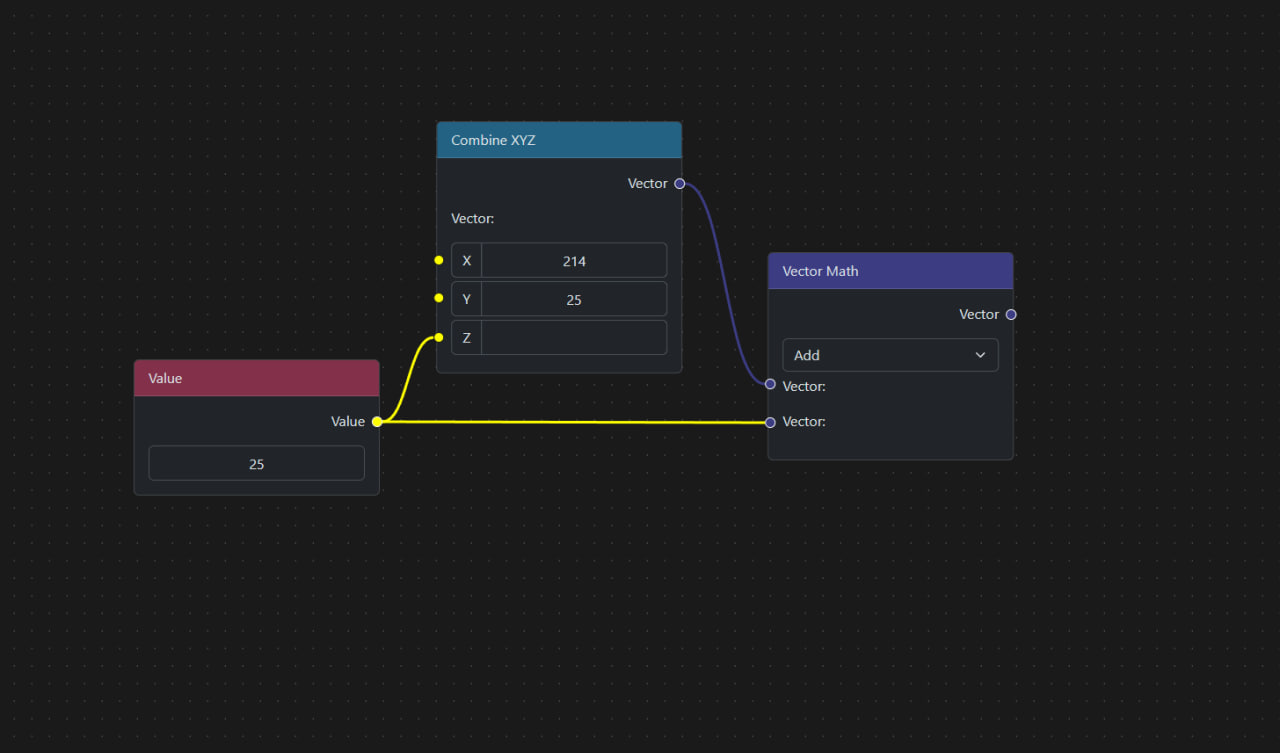 Combine XYZ
Vector
Vector:
X 214
Y 25
Z
Value
Value
25
Vector Math
Vector
Add
Vector:
Vector: